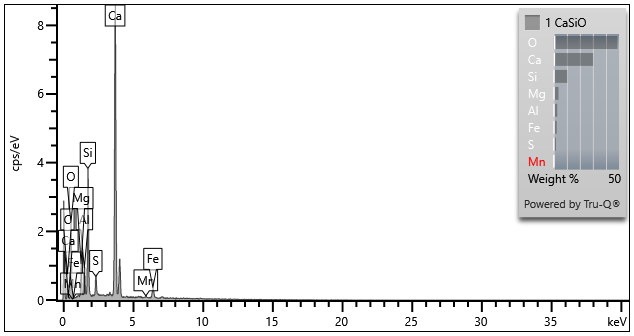 cps/eV
8
6
4
2
0
Ca
Si
O
Mg
O
Al
Ca
Fe
Mn
S
Mn
Fe
0
5
10
15
20
25
30
35
keV
1 CaSiO
O
Ca
Si
Mg
Al
Fe
S
Mn
Weight % 50
Powered by Tru-Q®